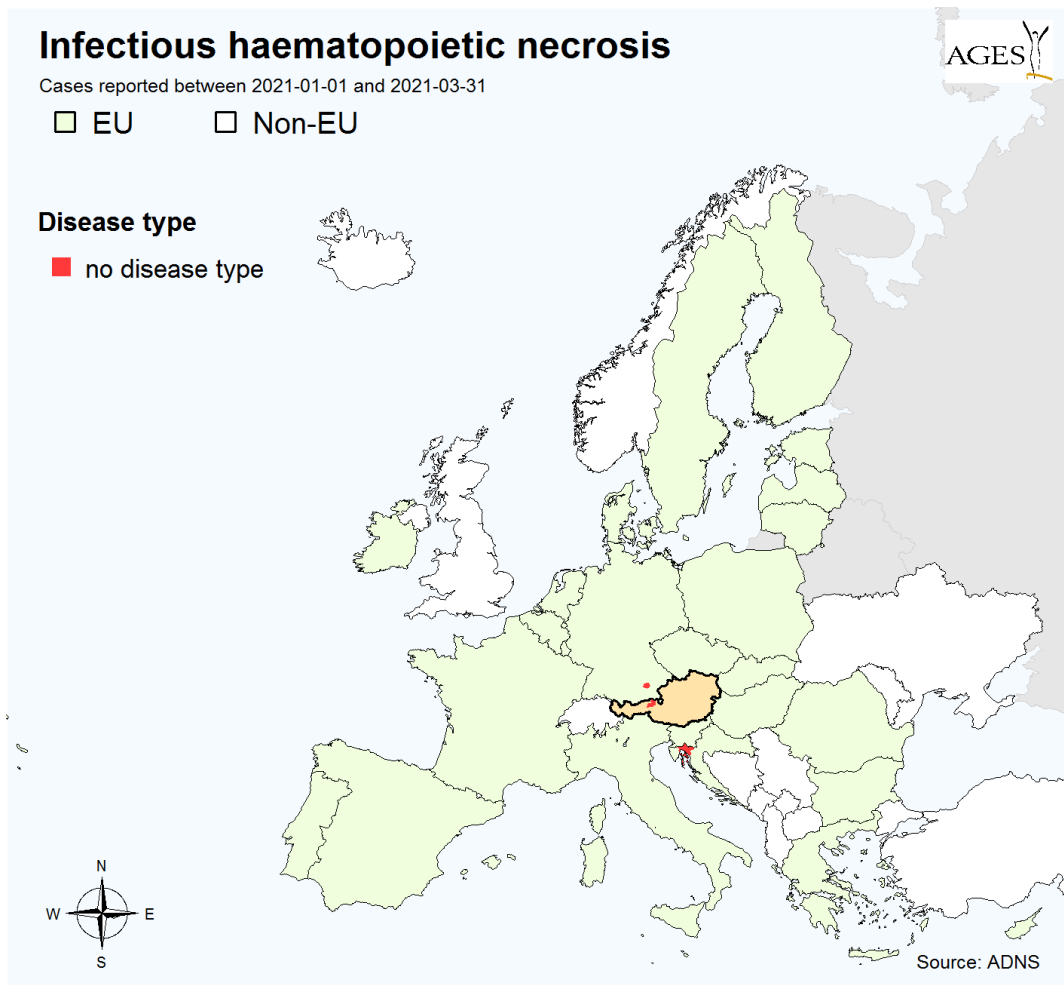 Infectious haematopoietic necrosis
AGES
Cases reported between 2021-01-01 and 2021-03-31
EU
Non-EU
Disease type
no disease type
N
W
E
S
Source: ADNS